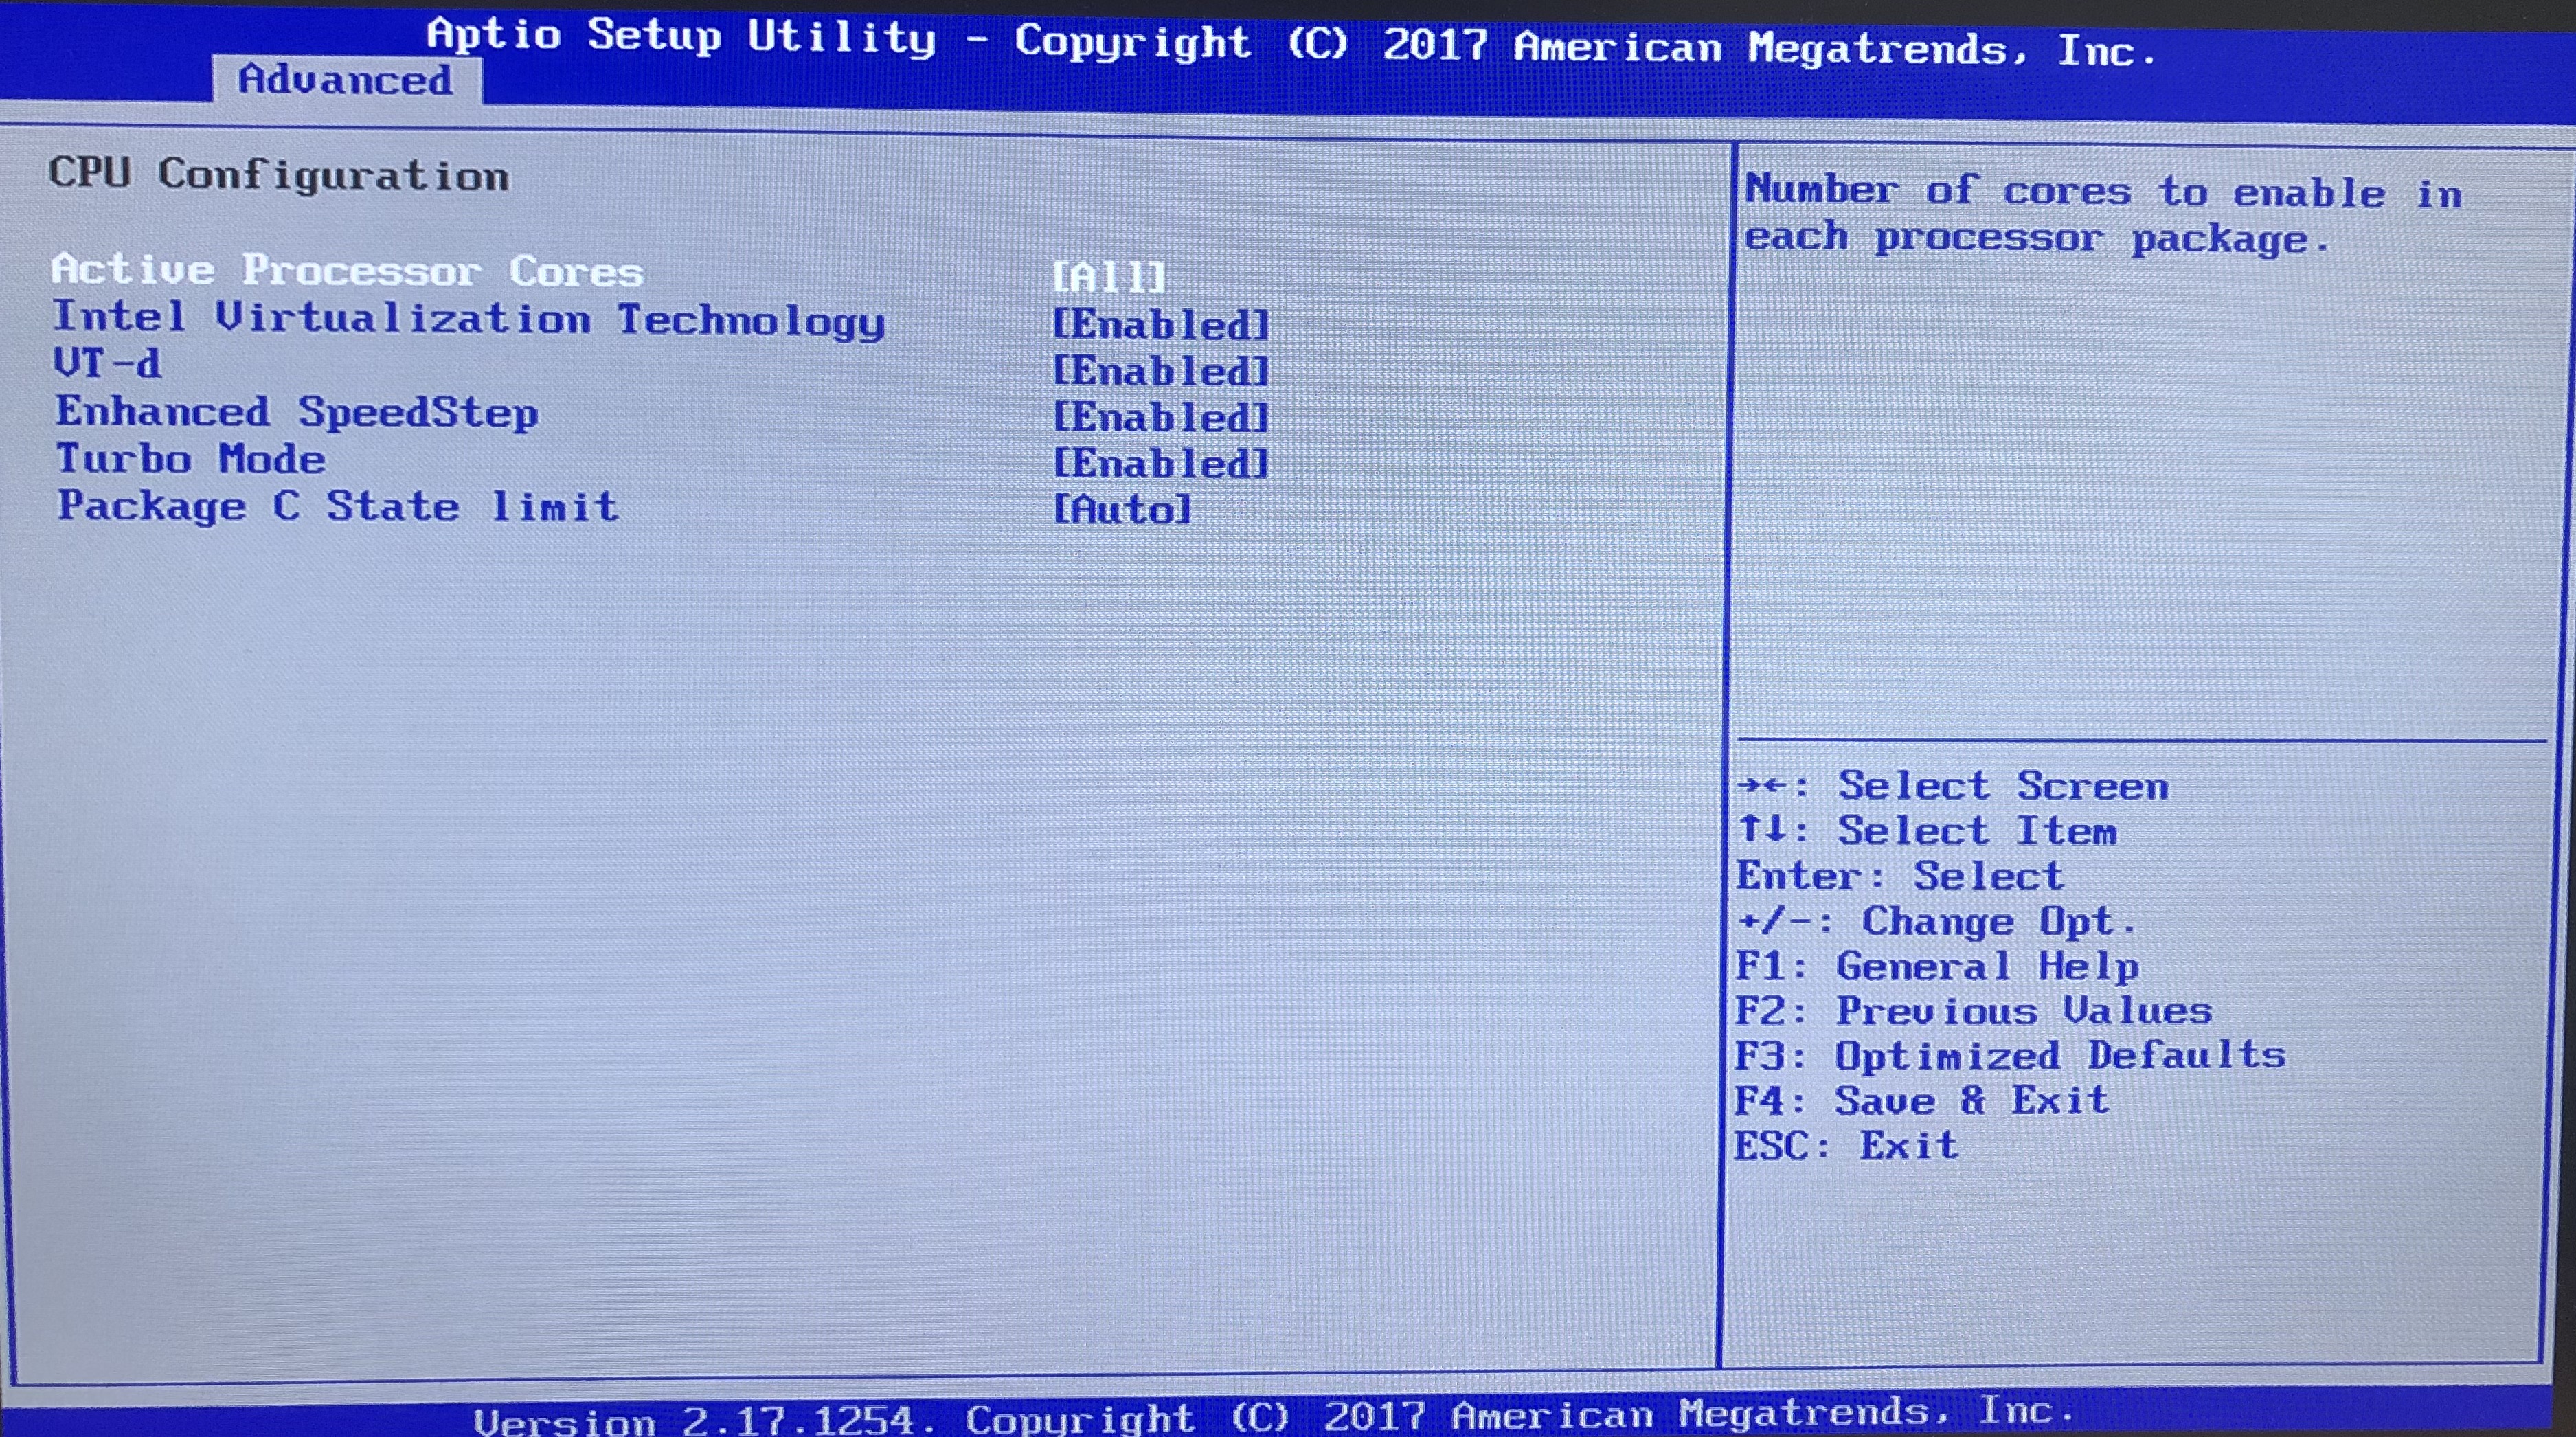 Aptio Setup Utility - Copyright (C) 2017 American Megatrends, Inc.
Advanced
CPU Configuration
Active Processor Cores [All]
Intel Virtualization Technology [Enabled]
VT-d [Enabled]
Enhanced SpeedStep [Enabled]
Turbo Mode [Enabled]
Package C State limit [Auto]
Number of cores to enable in
each processor package.
→←: Select Screen
↑↓: Select Item
Enter: Select
+/-: Change Opt.
F1: General Help
F2: Previous Values
F3: Optimized Defaults
F4: Save & Exit
ESC: Exit
Version 2.17.1254. Copyright (C) 2017 American Megatrends, Inc.